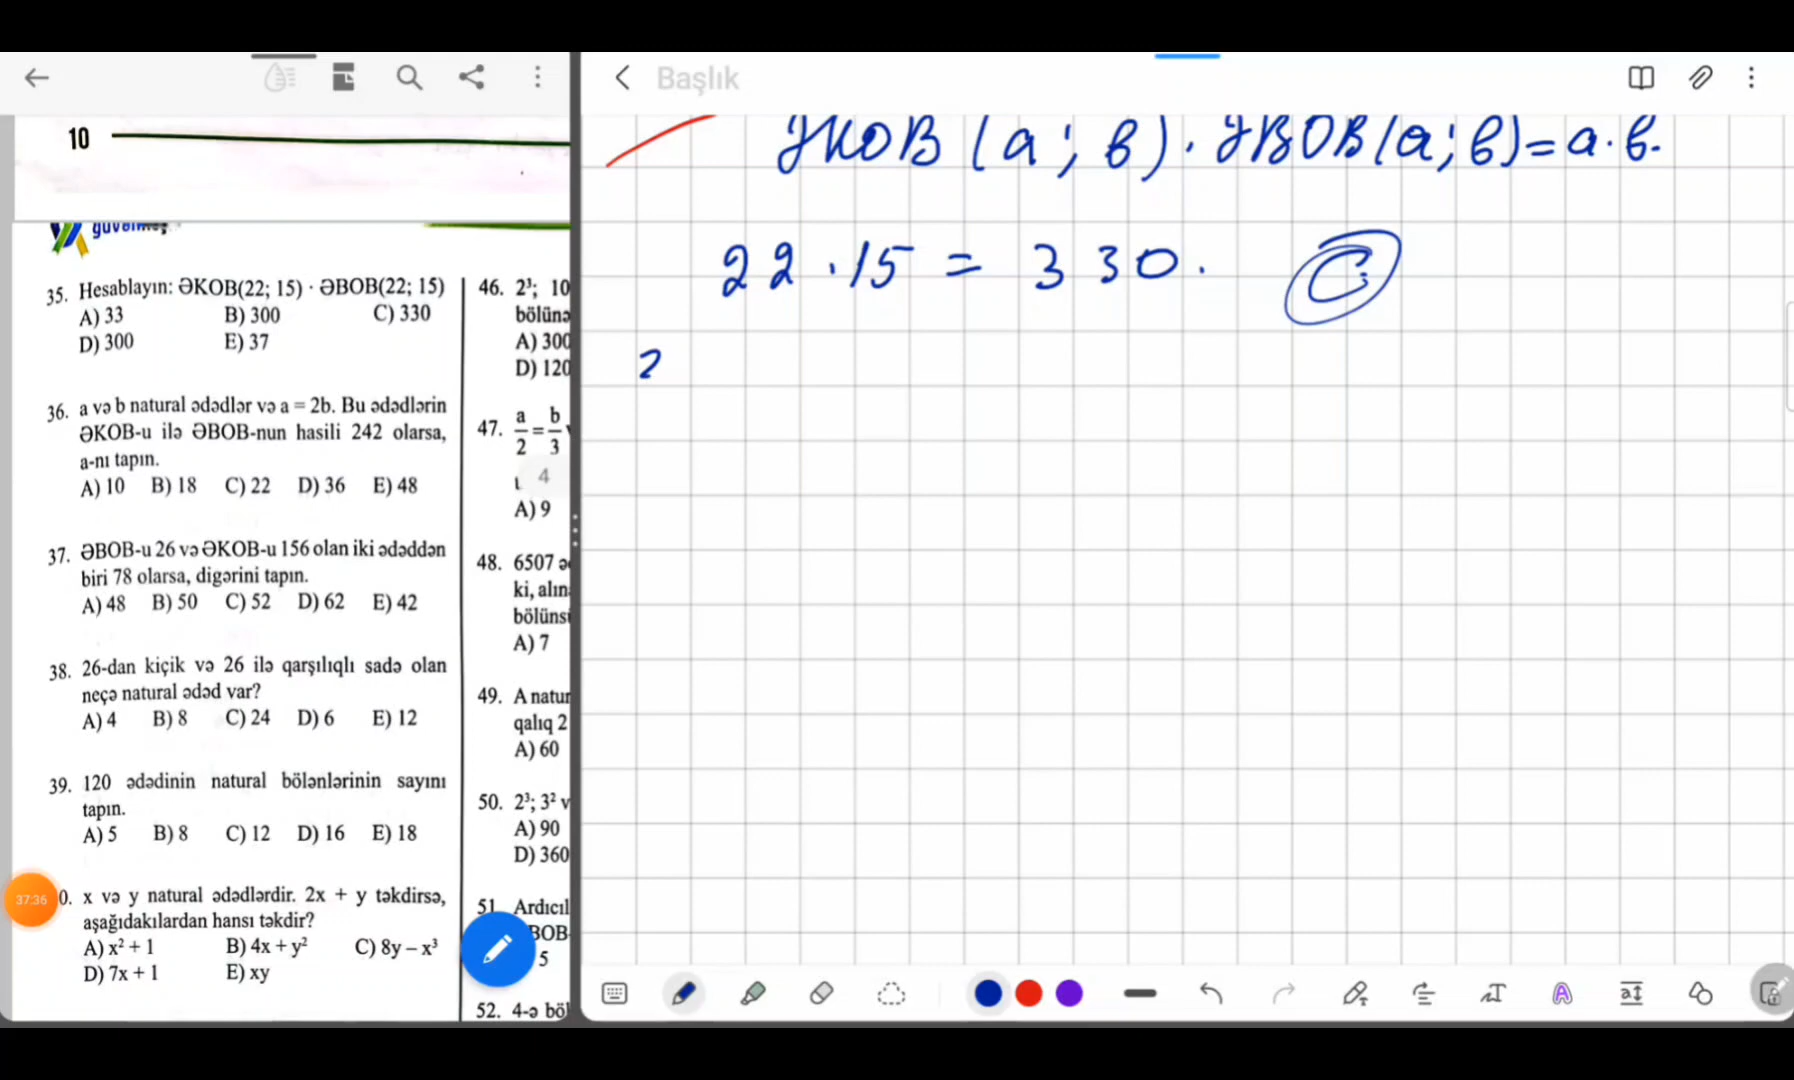 Başlık
10
güvənməş
35. Hesablayın: ƏKOB(22; 15) · ƏBOB(22; 15)
A) 33 B) 300 C) 330
D) 300 E) 37
36. a və b natural ədədlər və a = 2b. Bu ədədlərin
ƏKOB-u ilə ƏBOB-nun hasili 242 olarsa,
a-nı tapın.
A) 10 B) 18 C) 22 D) 36 E) 48
37. ƏBOB-u 26 və ƏKOB-u 156 olan iki ədəddən
biri 78 olarsa, digərini tapın.
A) 48 B) 50 C) 52 D) 62 E) 42
38. 26-dan kiçik və 26 ilə qarşılıqlı sadə olan
neçə natural ədəd var?
A) 4 B) 8 C) 24 D) 6 E) 12
39. 120 ədədinin natural bölənlərinin sayını
tapın.
A) 5 B) 8 C) 12 D) 16 E) 18
37:36
0. x və y natural ədədlərdir. 2x + y təkdirsə,
aşağıdakılardan hansı təkdir?
A) x² + 1 B) 4x + y² C) 8y – x³
D) 7x + 1 E) xy
46. 2³; 10
bölünə
A) 300
D) 120
47. a/2 = b/3
4
A) 9
48. 6507
ki, alın
bölüns
A) 7
49. A natur
qalıq 2
A) 60
50. 2³; 3² v
A) 90
D) 360
51. Ardıcıl
BOB
5
52. 4-ə böl
ƏKOB (a; b) · ƏBOB (a; b) = a · b.
22 · 15 = 330. C
2